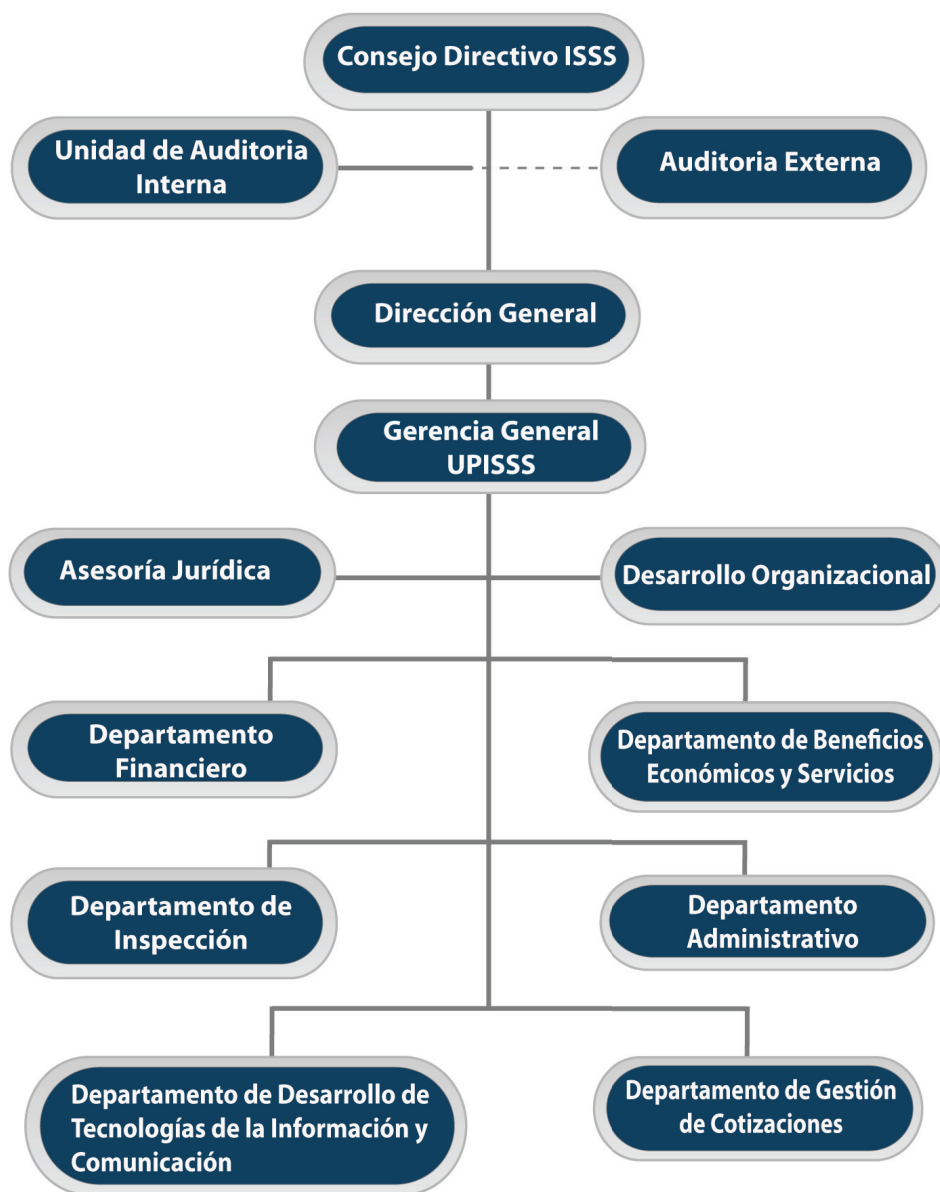 Consejo Directivo ISSS
Unidad de Auditoria
Interna
Auditoria Externa
Dirección General
Gerencia General
UPISSS
Asesoría Jurídica
Desarrollo Organizacional
Departamento
Financiero
Departamento de Beneficios
Económicos y Servicios
Departamento de
Inspección
Departamento
Administrativo
Departamento de Desarrollo de
Tecnologías de la Información y
Comunicación
Departamento de Gestión
de Cotizaciones